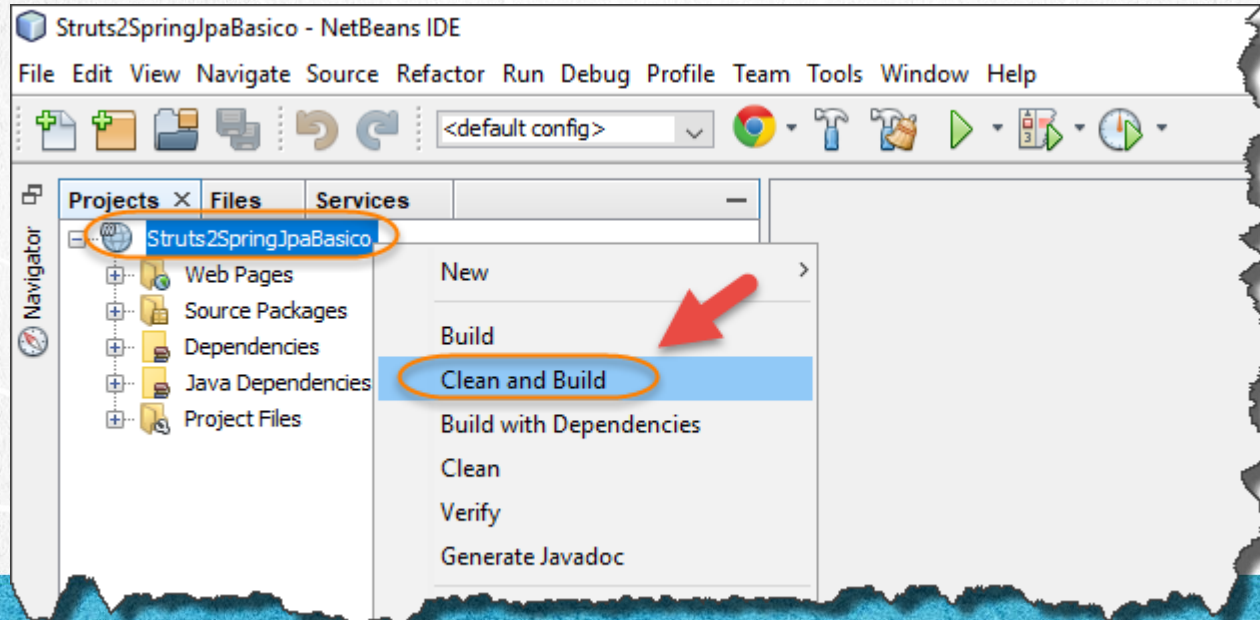 Struts2SpringJpaBasico - NetBeans IDE
File Edit View Navigate Source Refactor Run Debug Profile Team Tools Window Help
<default config>
Projects Files Services
Navigator
Struts2SpringJpaBasico
Web Pages
Source Packages
Dependencies
Java Dependencies
Project Files
New
Build
Clean and Build
Build with Dependencies
Clean
Verify
Generate Javadoc